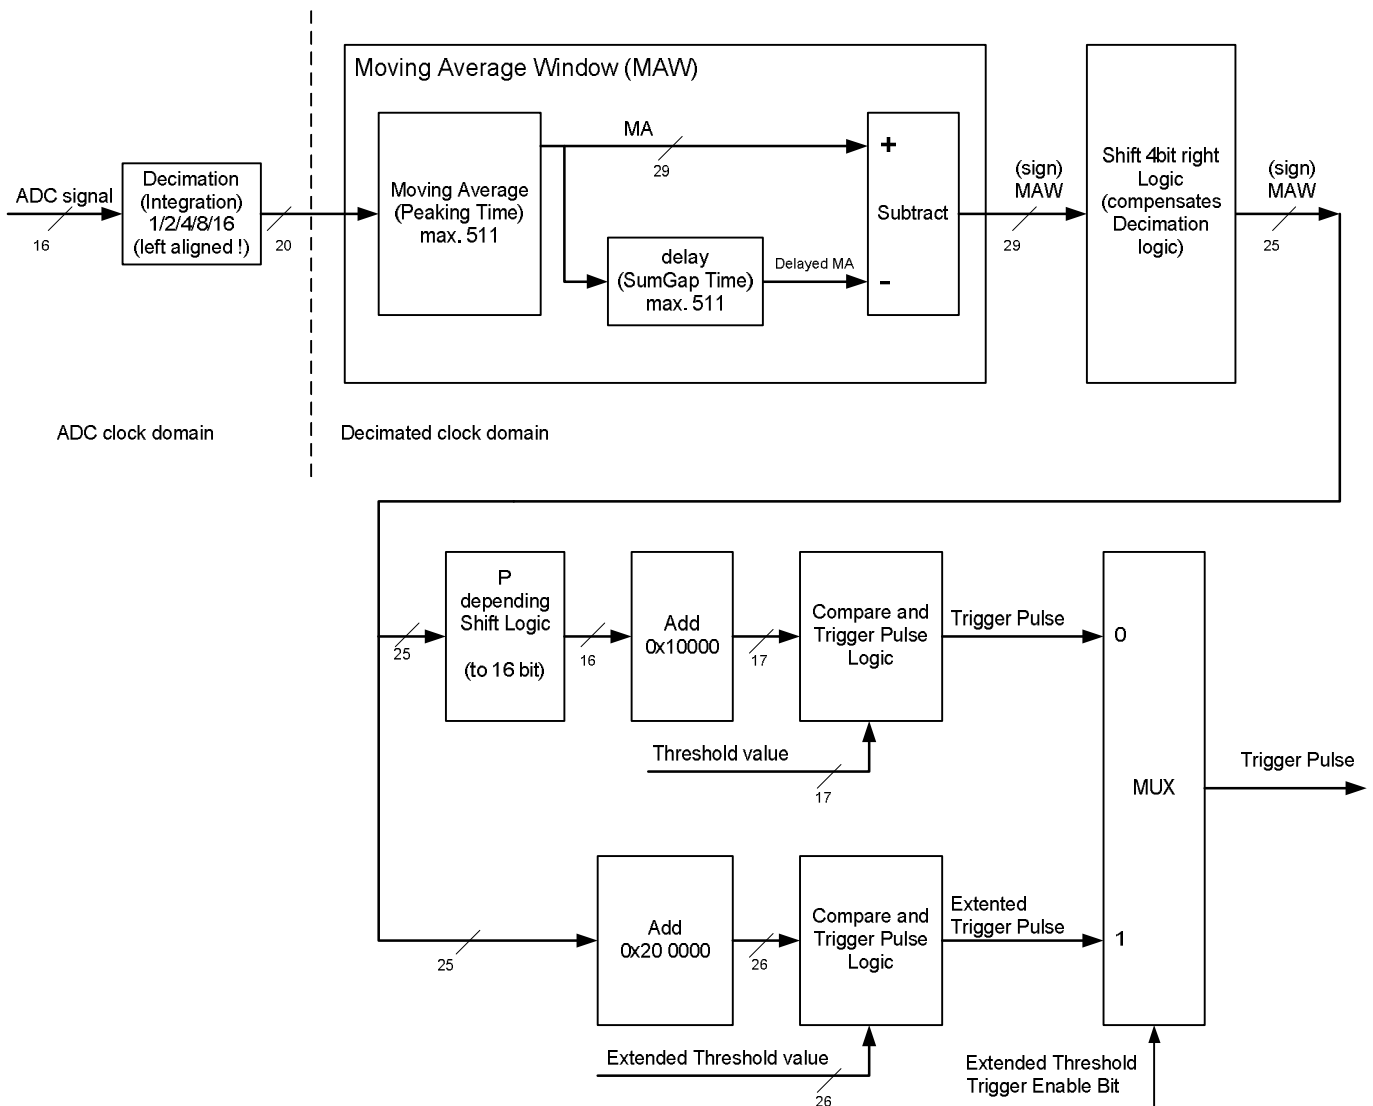 Moving Average Window (MAW)
ADC signal
16
Decimation
(Integration)
1/2/4/8/16
(left aligned !)
20
Moving Average
(Peaking Time)
max. 511
MA
29
delay
(SumGap Time)
max. 511
Delayed MA
+
Subtract
-
(sign)
MAW
29
Shift 4bit right
Logic
(compensates
Decimation
logic)
(sign)
MAW
25
ADC clock domain
Decimated clock domain
25
P
depending
Shift Logic
(to 16 bit)
16
Add
0x10000
17
Compare and
Trigger Pulse
Logic
Trigger Pulse
0
Threshold value
17
MUX
Trigger Pulse
25
Add
0x20 0000
26
Compare and
Trigger Pulse
Logic
Extented
Trigger Pulse
1
Extended Threshold value
26
Extended Threshold
Trigger Enable Bit